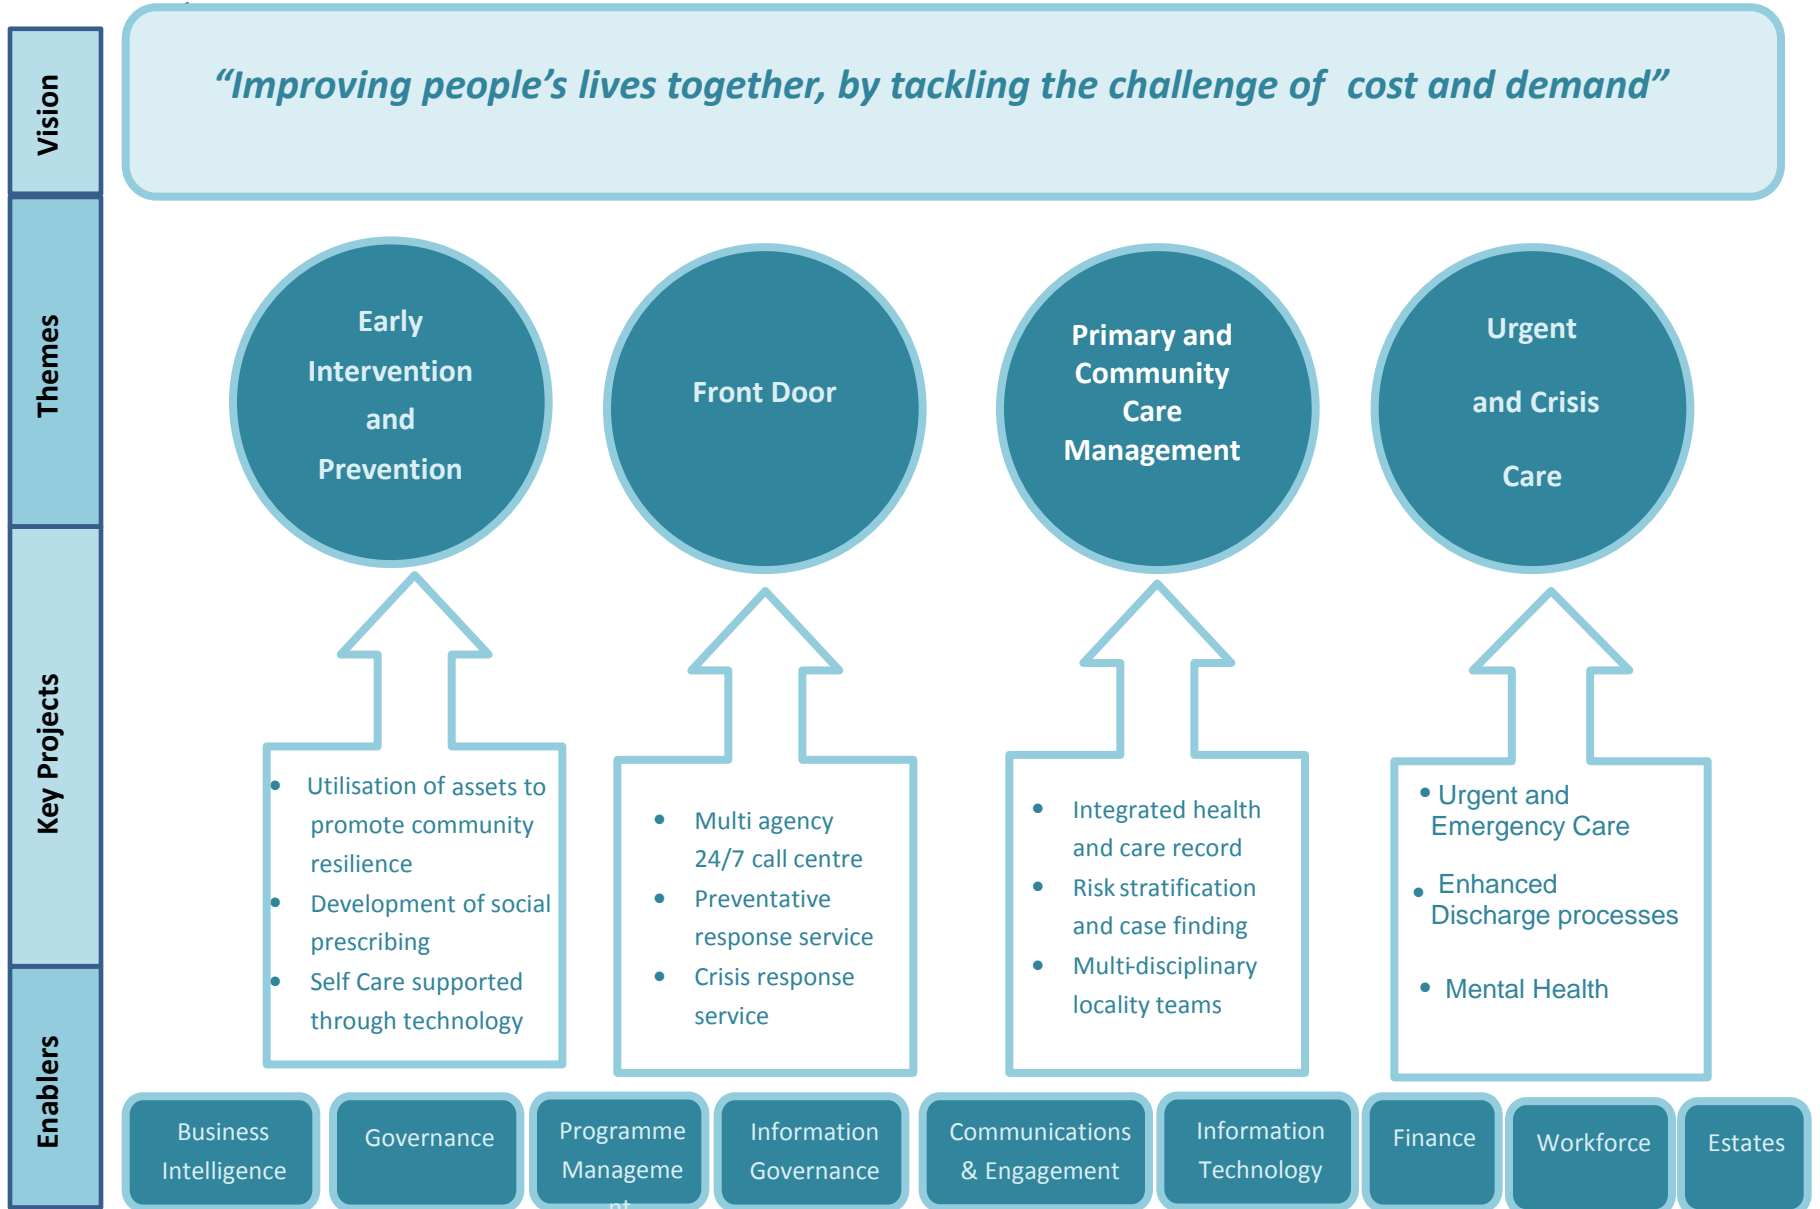 Vision
“Improving people’s lives together, by tackling the challenge of cost and demand”
Themes
Early
Intervention
and
Prevention
Front Door
Primary and
Community
Care
Management
Urgent
and Crisis
Care
Key Projects
• Utilisation of assets to
promote community
resilience
• Development of social
prescribing
• Self Care supported
through technology
• Multi agency
24/7 call centre
• Preventative
response service
• Crisis response
service
• Integrated health
and care record
• Risk stratification
and case finding
• Multi-disciplinary
locality teams
• Urgent and
Emergency Care
• Enhanced
Discharge processes
• Mental Health
Enablers
Business
Intelligence
Governance
Programme
Manageme
nt
Information
Governance
Communications
& Engagement
Information
Technology
Finance
Workforce
Estates